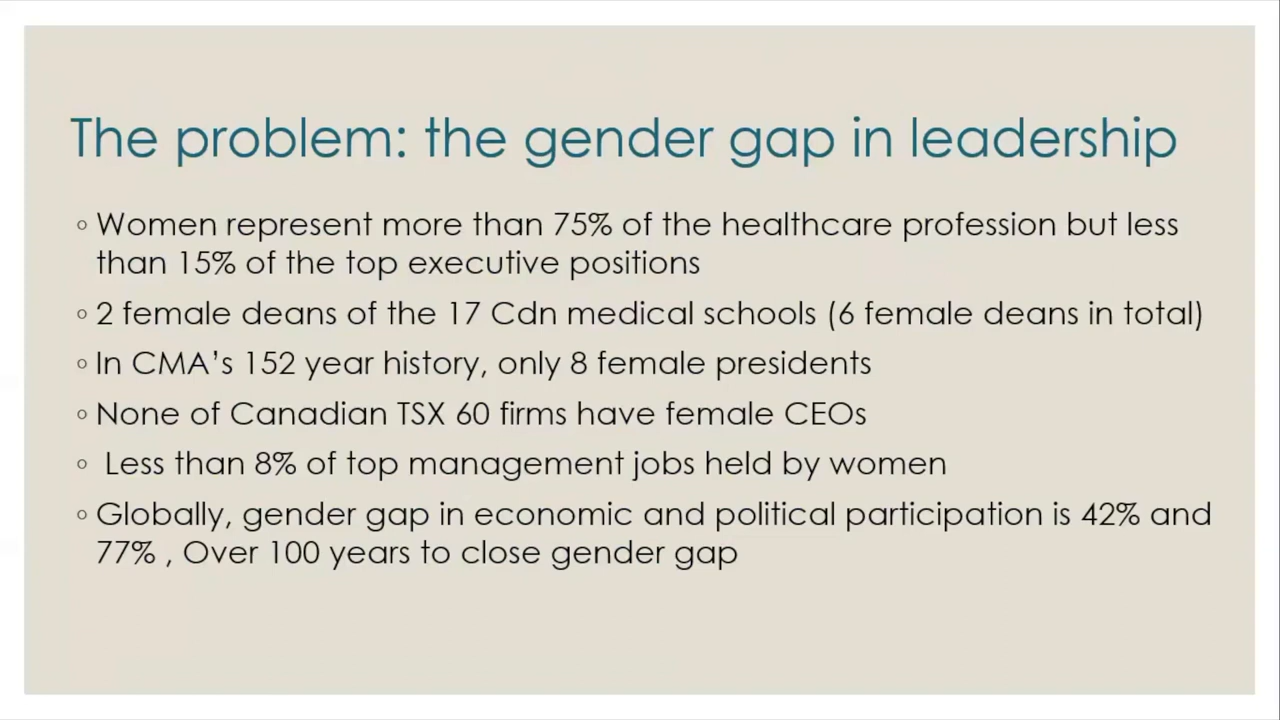 The problem: the gender gap in leadership
◦ Women represent more than 75% of the healthcare profession but less
than 15% of the top executive positions
◦ 2 female deans of the 17 Cdn medical schools (6 female deans in total)
◦ In CMA’s 152 year history, only 8 female presidents
◦ None of Canadian TSX 60 firms have female CEOs
◦ Less than 8% of top management jobs held by women
◦ Globally, gender gap in economic and political participation is 42% and
77% , Over 100 years to close gender gap